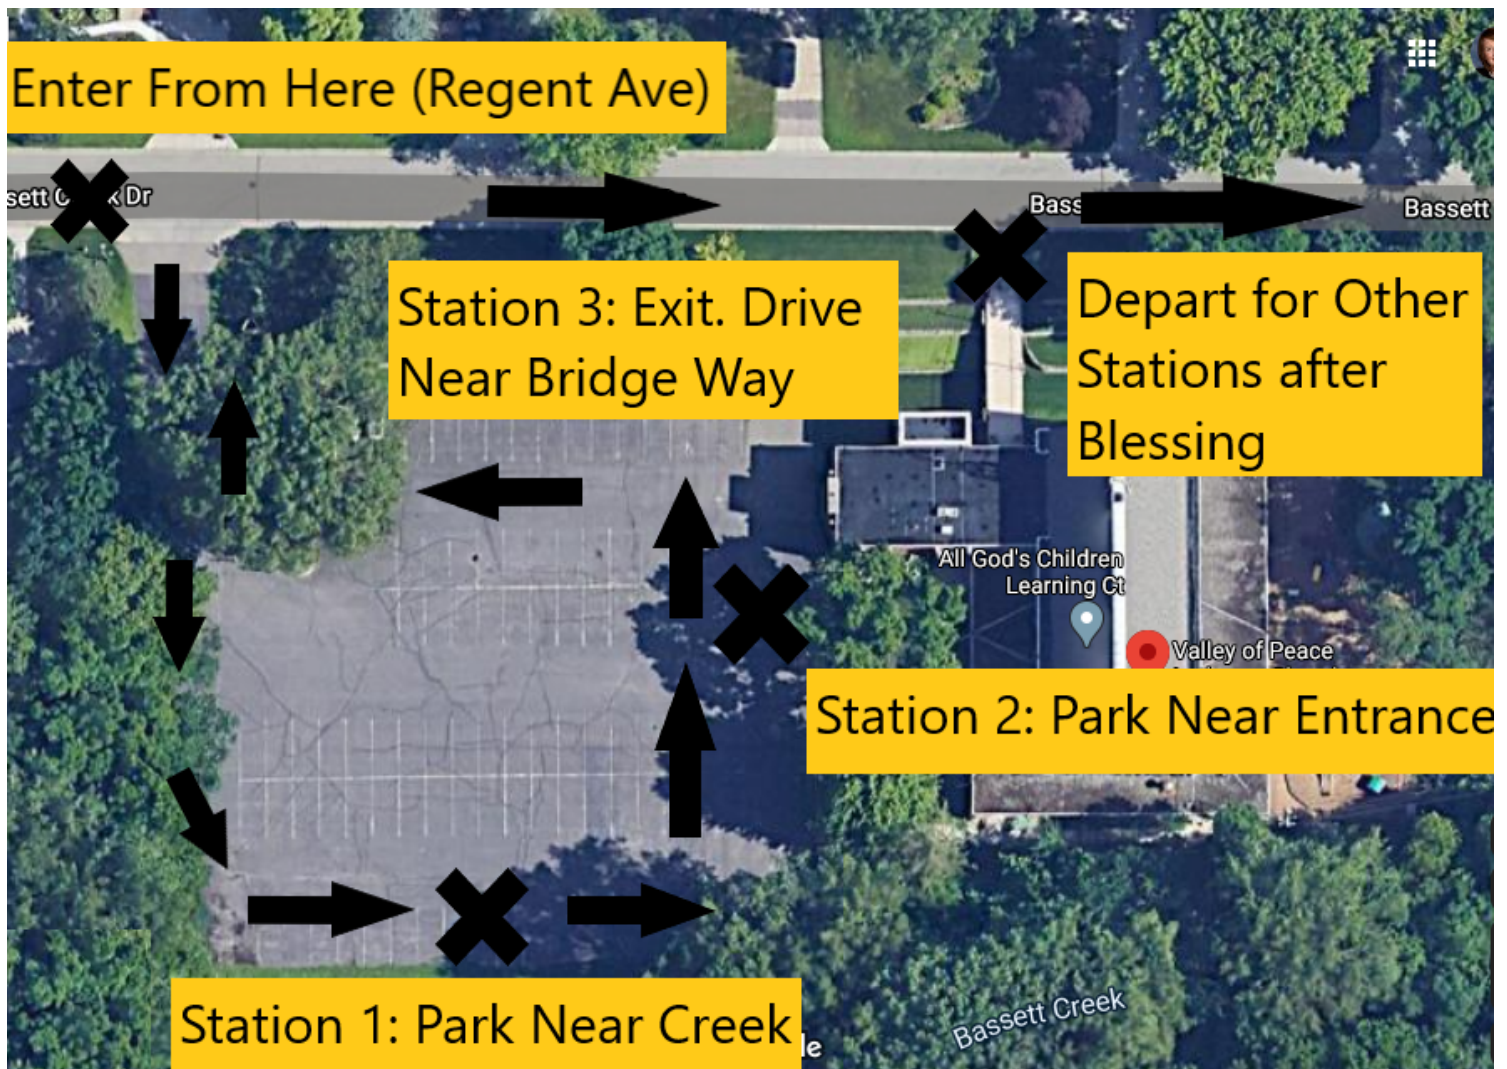 Enter From Here (Regent Ave)
sett Dr
Bass
Bassett
Station 3: Exit. Drive
Near Bridge Way
Depart for Other
Stations after
Blessing
All God's Children
Learning Ct
Valley of Peace
Station 2: Park Near Entrance
Station 1: Park Near Creek
Bassett Creek
le